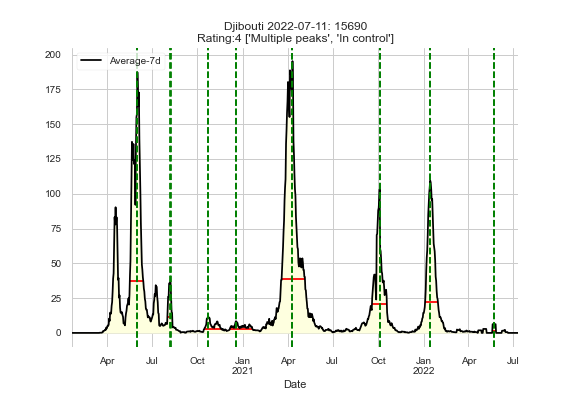 Djibouti 2022-07-11: 15690
Rating:4 ['Multiple peaks', 'In control']
200
175
150
125
100
75
50
25
0
Average-7d
Apr Jul Oct Jan Apr Jul Oct Jan Apr Jul
2021 2022
Date